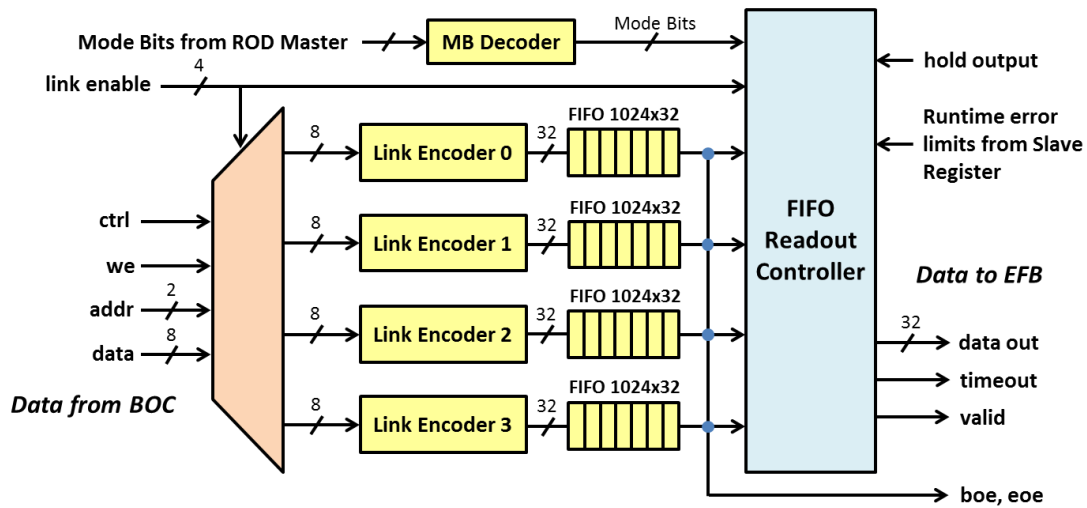 Mode Bits from ROD Master
MB Decoder
Mode Bits
link enable
4
hold output
Runtime error
limits from Slave
Register
FIFO 1024x32
8
Link Encoder 0
32
FIFO 1024x32
8
Link Encoder 1
32
FIFO 1024x32
8
Link Encoder 2
32
FIFO 1024x32
8
Link Encoder 3
32
ctrl
we
addr
2
data
8
Data from BOC
FIFO
Readout
Controller
Data to EFB
32
data out
timeout
valid
boe, eoe